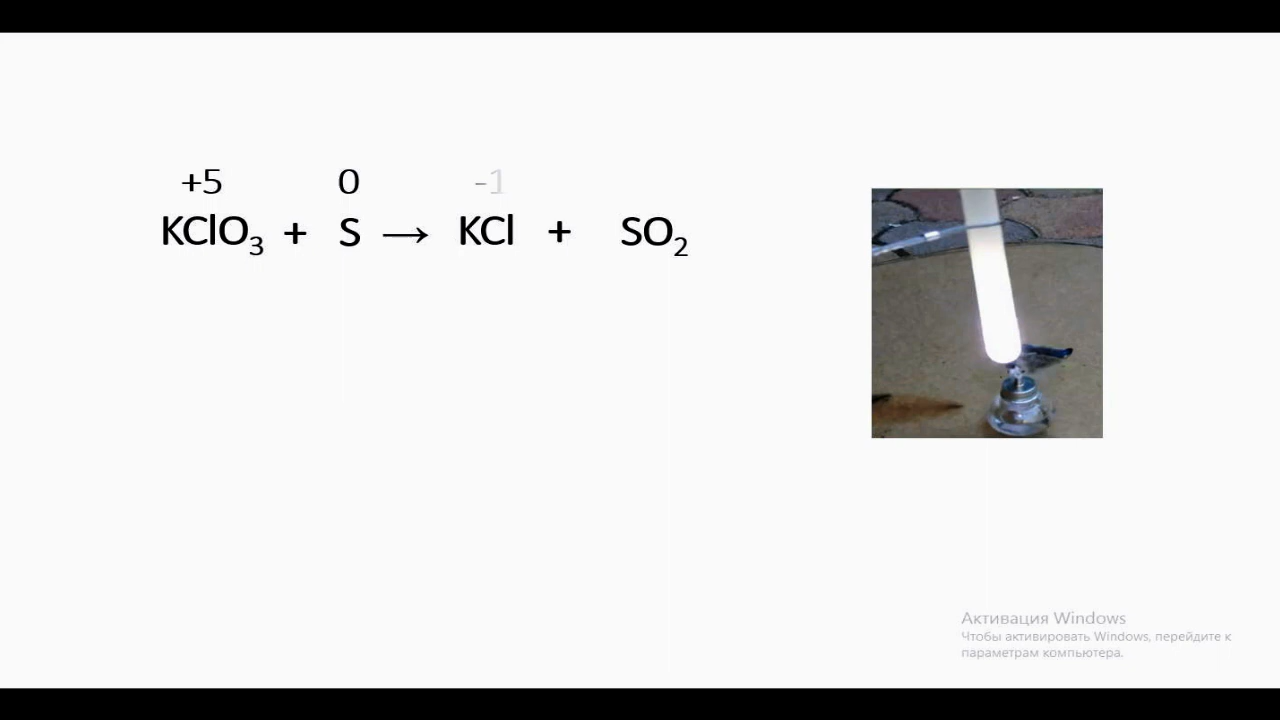 +5 0 -1
KClO₃ + S → KCl + SO₂
Активация Windows
Чтобы активировать Windows, перейдите к
параметрам компьютера.